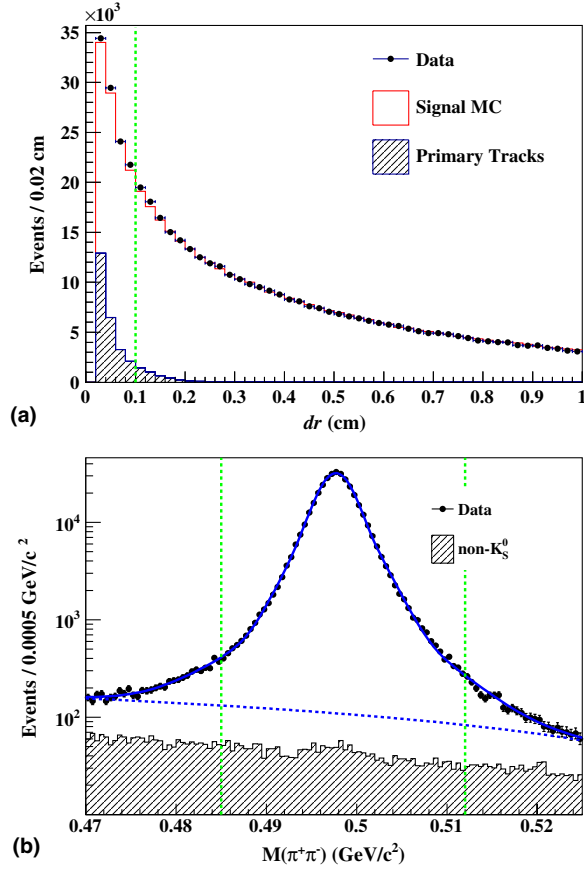 ×10³
35
30
25
20
15
10
5
0
Events / 0.02 cm
Data
Signal MC
Primary Tracks
0 0.1 0.2 0.3 0.4 0.5 0.6 0.7 0.8 0.9 1
dr (cm)
(a)
10⁴
10³
10²
Events / 0.0005 GeV/c²
Data
non-K_S^0
0.47 0.48 0.49 0.5 0.51 0.52
M(π⁺π⁻) (GeV/c²)
(b)